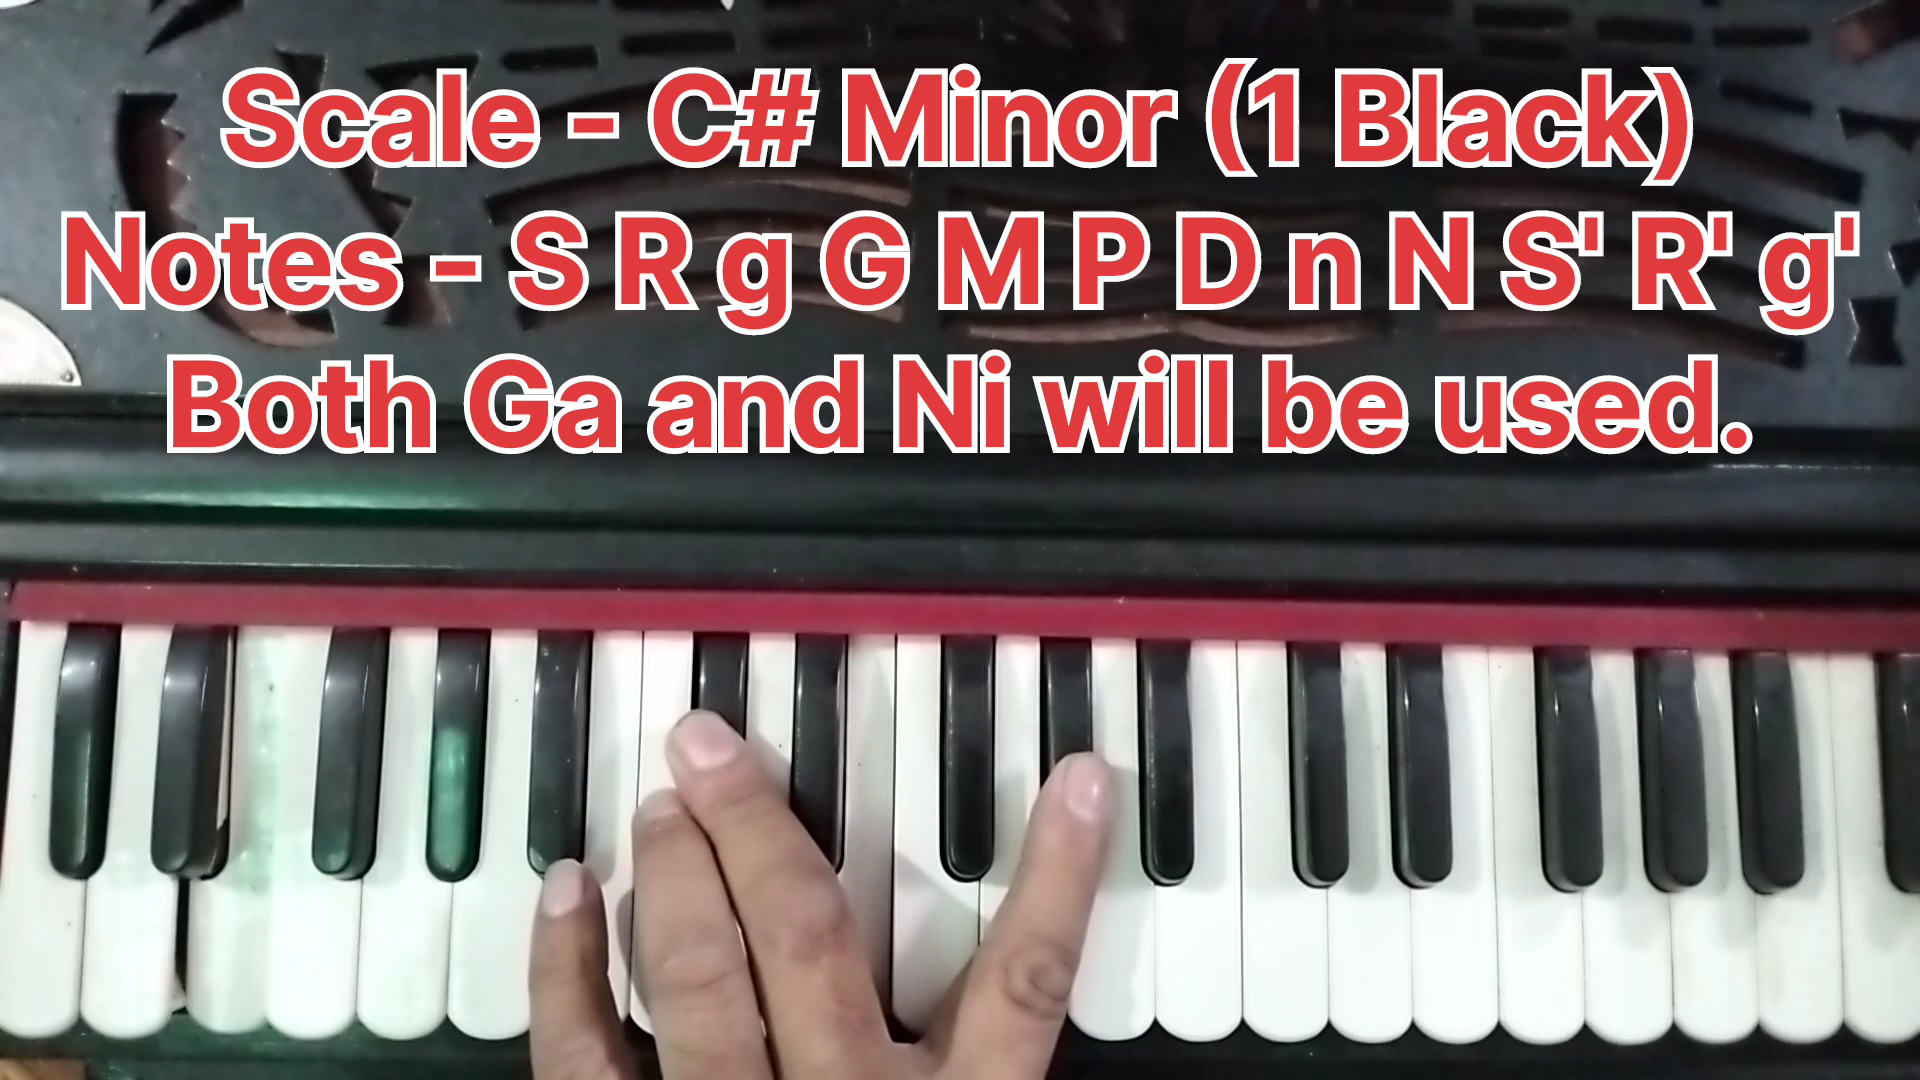 Scale - C# Minor (1 Black)
Notes - S R g G M P D n N S' R' g'
Both Ga and Ni will be used.